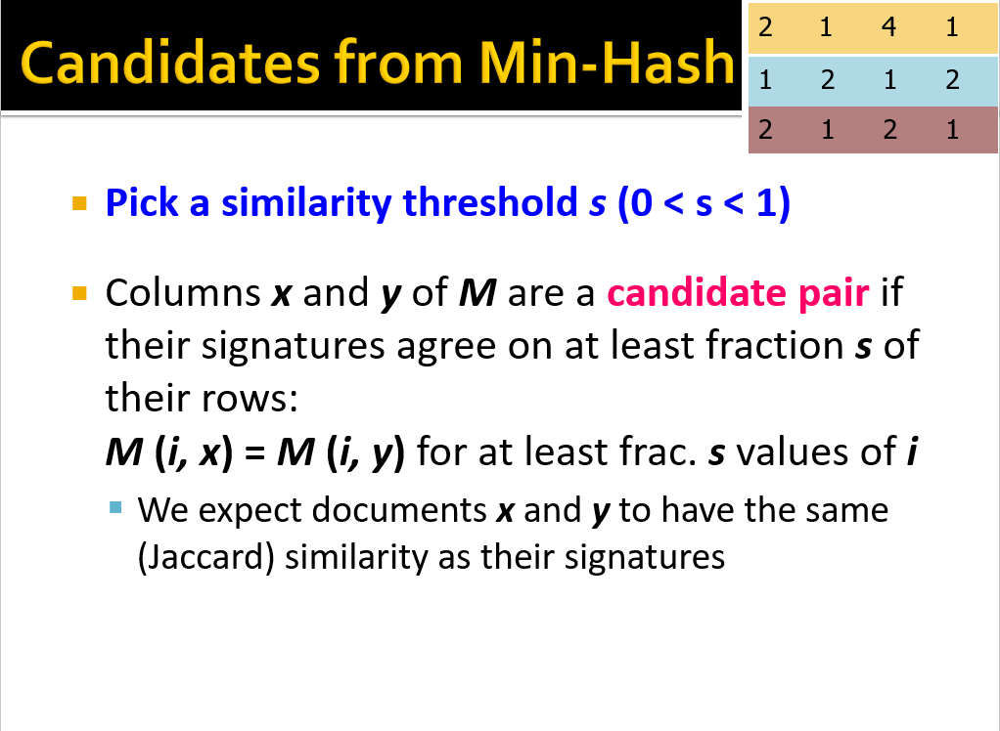 Candidates from Min-Hash
2 1 4 1
1 2 1 2
2 1 2 1
Pick a similarity threshold s (0 < s < 1)
Columns x and y of M are a candidate pair if
their signatures agree on at least fraction s of
their rows:
M (i, x) = M (i, y) for at least frac. s values of i
We expect documents x and y to have the same
(Jaccard) similarity as their signatures